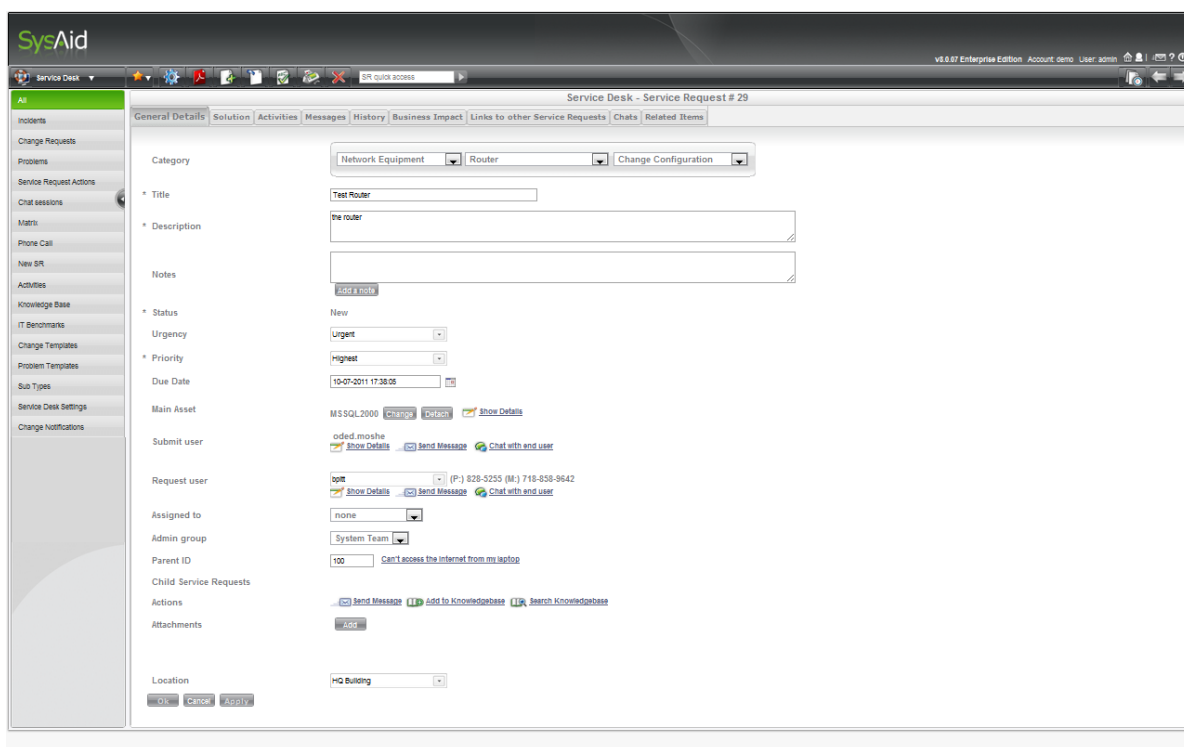 SysAid
v8.0.07 Enterprise Edition Account: demo User: admin
Service Desk
SR quick access
All
Incidents
Change Requests
Problems
Service Request Actions
Chat sessions
Matrix
Phone Call
New SR
Activities
Knowledge Base
IT Benchmarks
Change Templates
Problem Templates
Sub Types
Service Desk Settings
Change Notifications
Service Desk - Service Request # 29
General Details Solution Activities Messages History Business Impact Links to other Service Requests Chats Related Items
Category Network Equipment Router Change Configuration
* Title Test Router
* Description the router
Notes
Add a note
* Status New
Urgency Urgent
* Priority Highest
Due Date 10-07-2011 17:38:05
Main Asset MSSQL2000 Change Detach Show Details
Submit user oded.moshe
Show Details Send Message Chat with end user
Request user bpitt (P:) 828-5255 (M:) 718-858-9642
Show Details Send Message Chat with end user
Assigned to none
Admin group System Team
Parent ID 100 Can't access the Internet from my laptop
Child Service Requests
Actions Send Message Add to Knowledgebase Search Knowledgebase
Attachments Add
Location HQ Building
Ok Cancel Apply